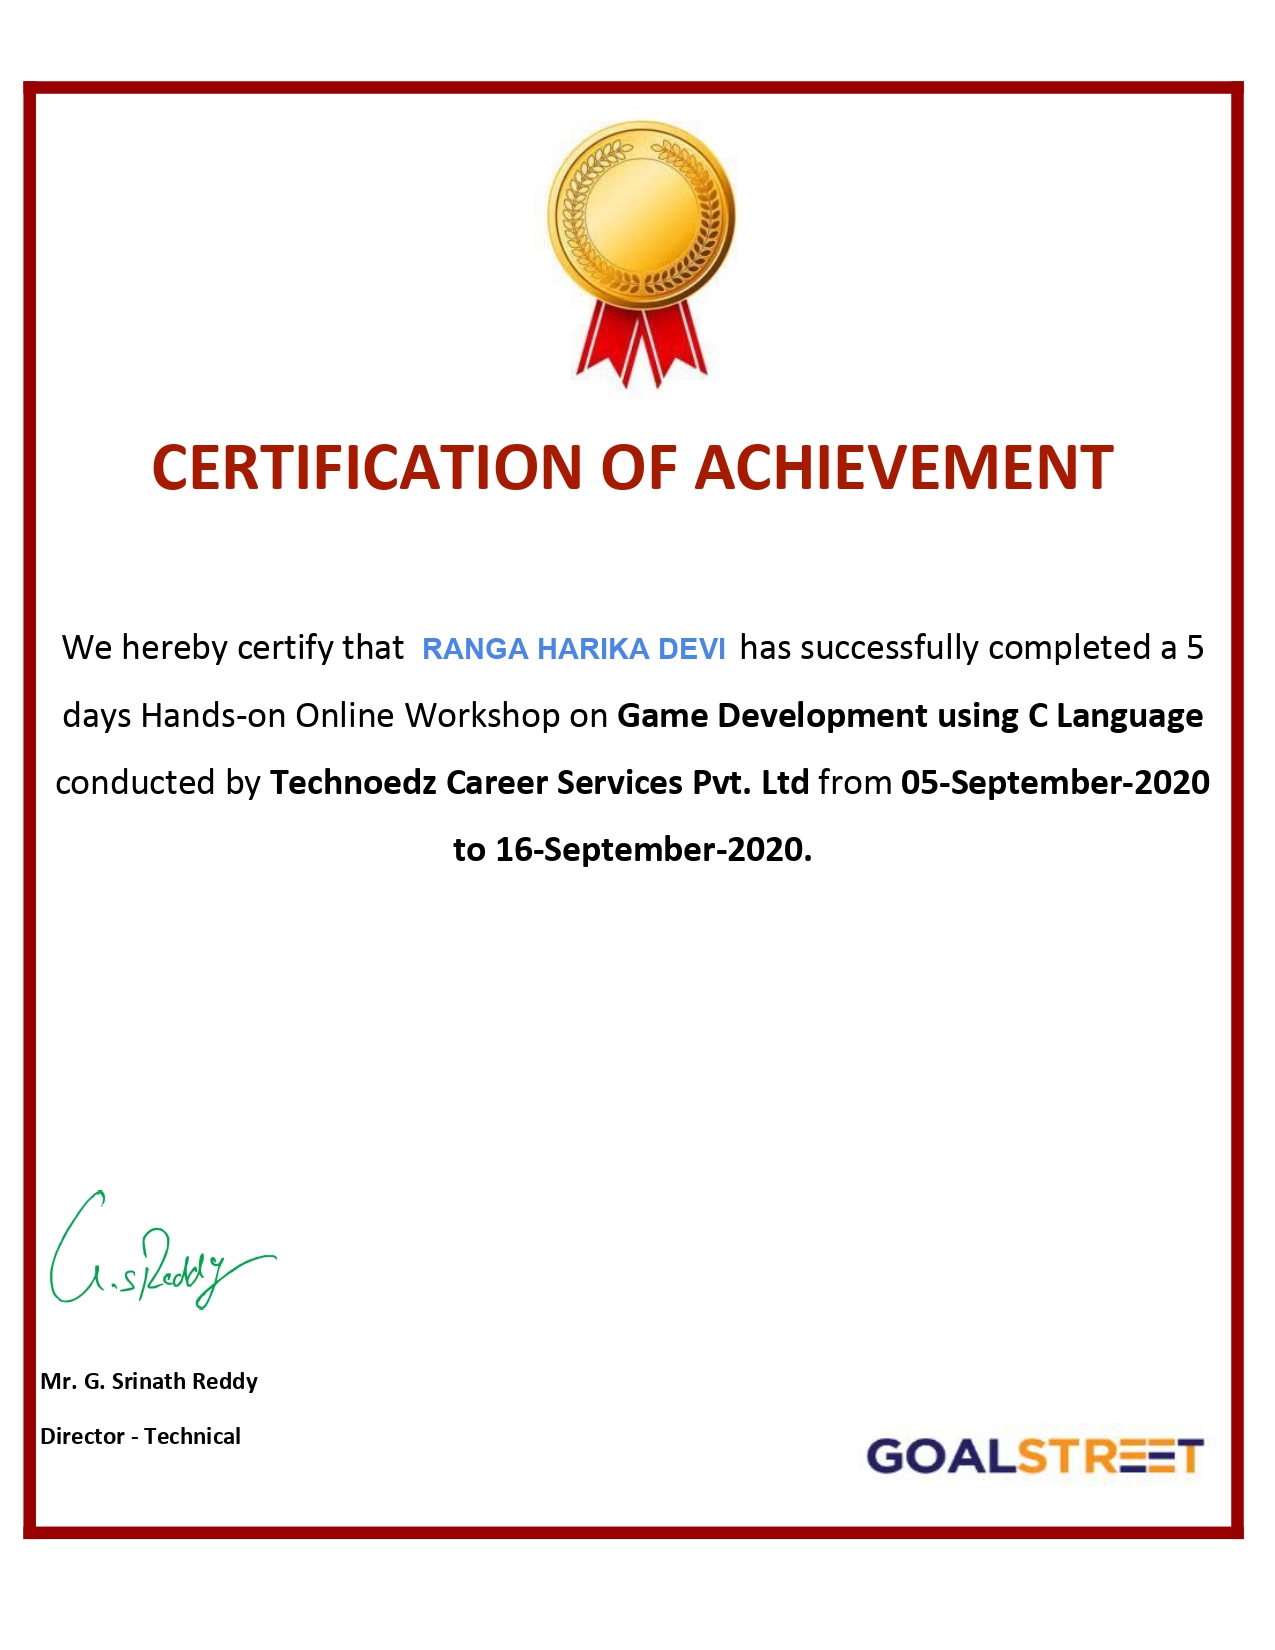 CERTIFICATION OF ACHIEVEMENT
We hereby certify that RANGA HARIKA DEVI has successfully completed a 5
days Hands-on Online Workshop on Game Development using C Language
conducted by Technoedz Career Services Pvt. Ltd from 05-September-2020
to 16-September-2020.
G.S Reddy
Mr. G. Srinath Reddy
Director - Technical
GOALSTREET